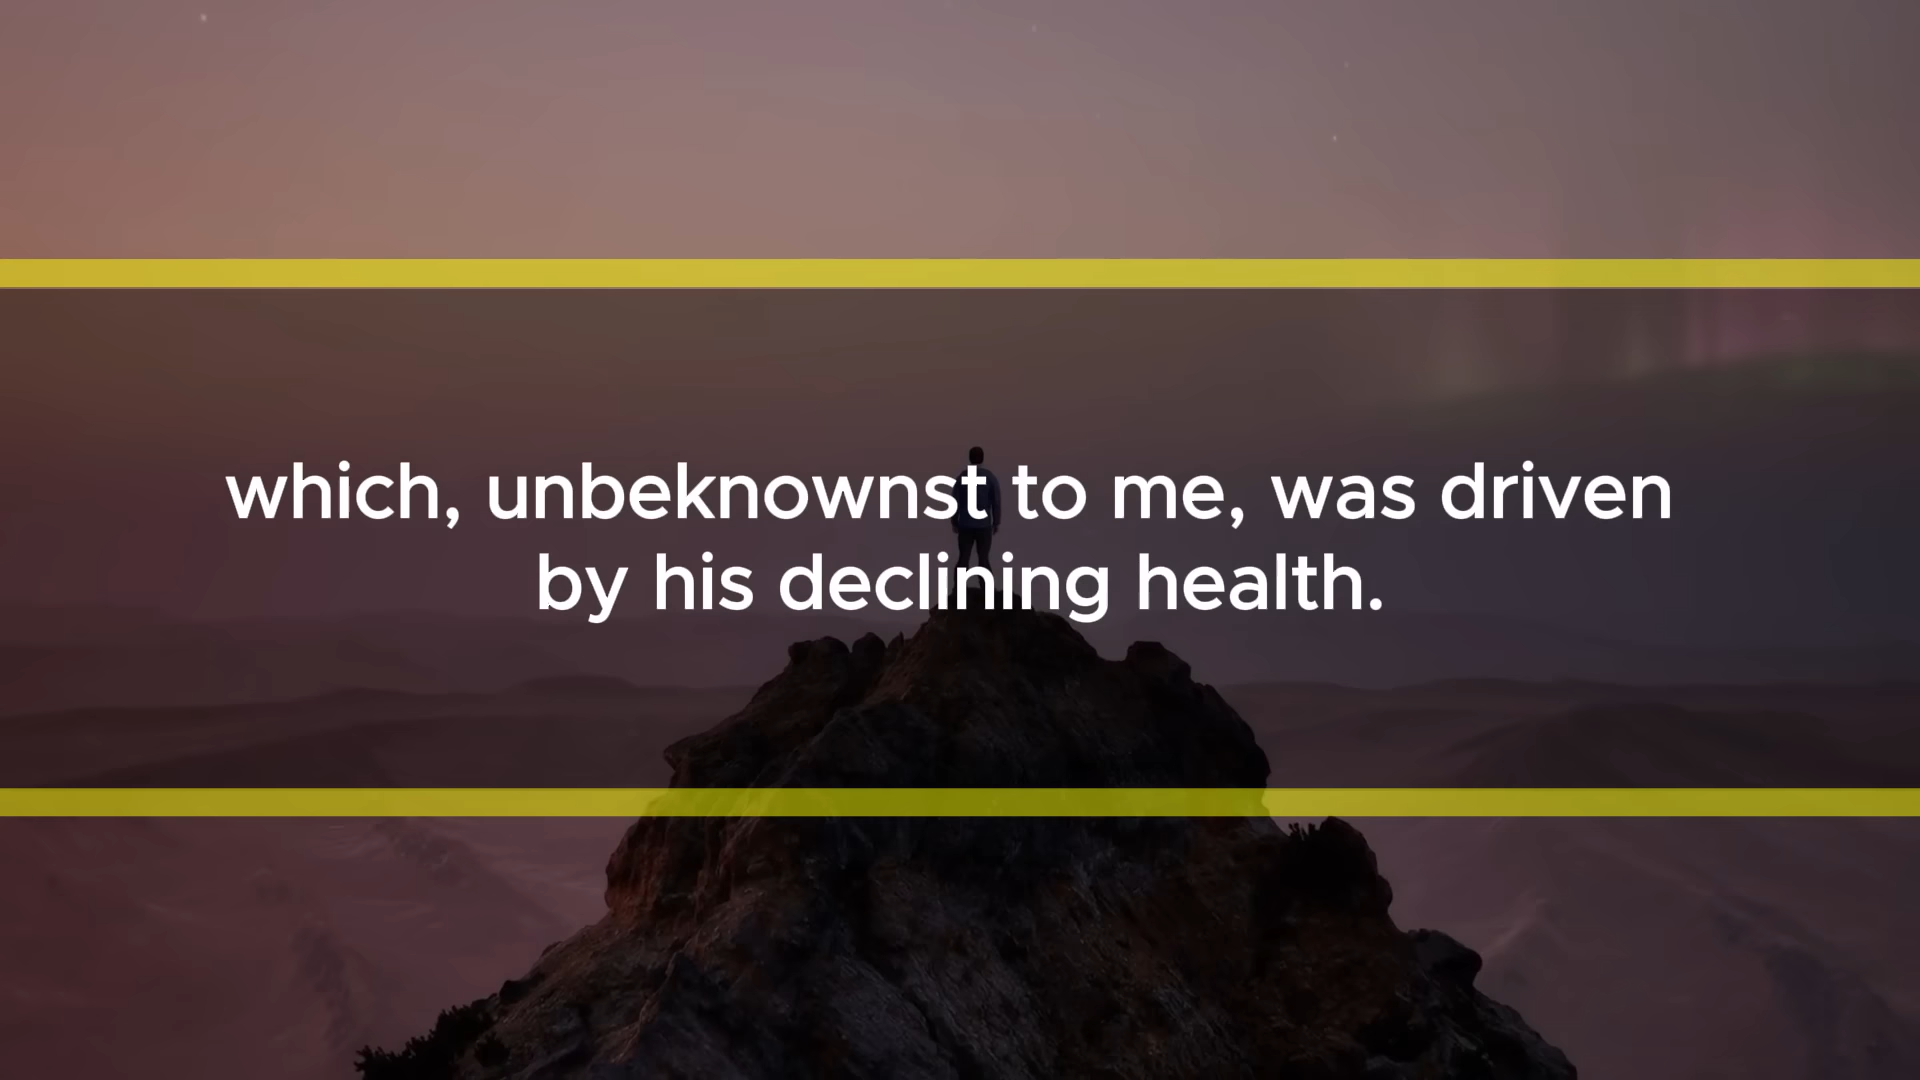 which, unbeknownst to me, was driven
by his declining health.